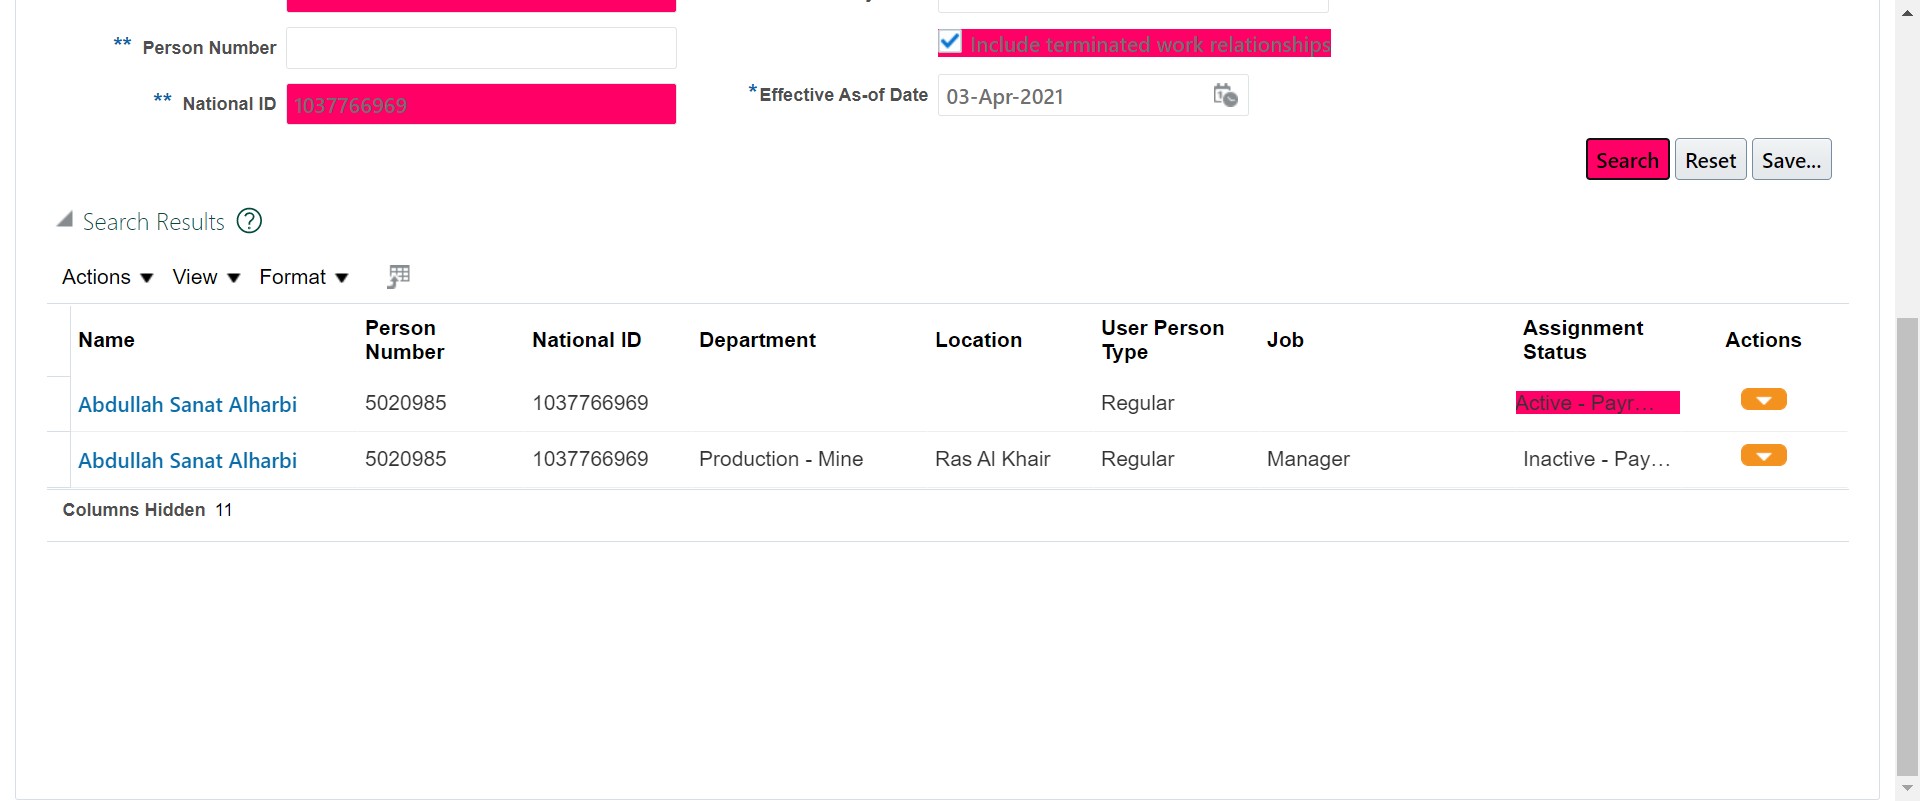 ** Person Number
Include terminated work relationships
** National ID 1037766969
*Effective As-of Date 03-Apr-2021
Search Reset Save...
Search Results ?
Actions View Format
Name Person Number National ID Department Location User Person Type Job Assignment Status Actions
Abdullah Sanat Alharbi 5020985 1037766969 Regular Active - Payr...
Abdullah Sanat Alharbi 5020985 1037766969 Production - Mine Ras Al Khair Regular Manager Inactive - Pay...
Columns Hidden 11